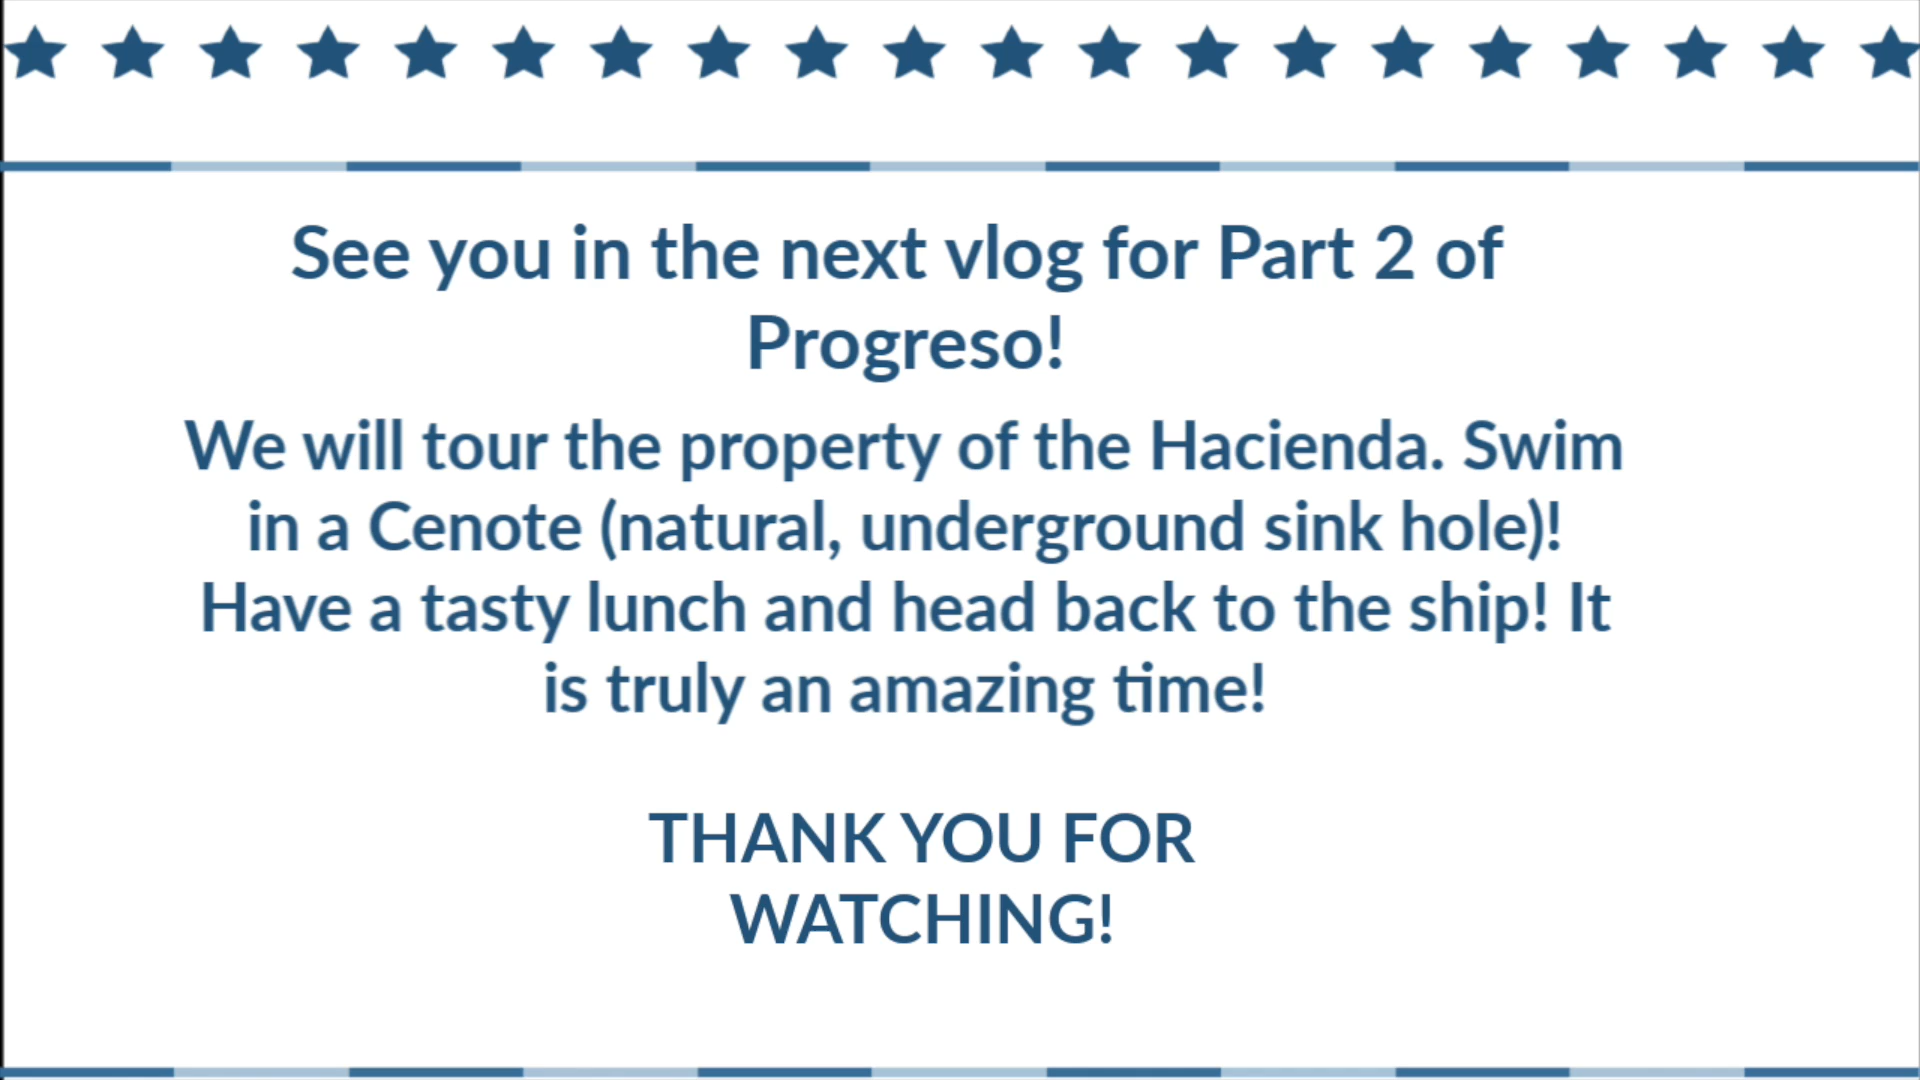 See you in the next vlog for Part 2 of
Progreso!
We will tour the property of the Hacienda. Swim
in a Cenote (natural, underground sink hole)!
Have a tasty lunch and head back to the ship! It
is truly an amazing time!
THANK YOU FOR
WATCHING!